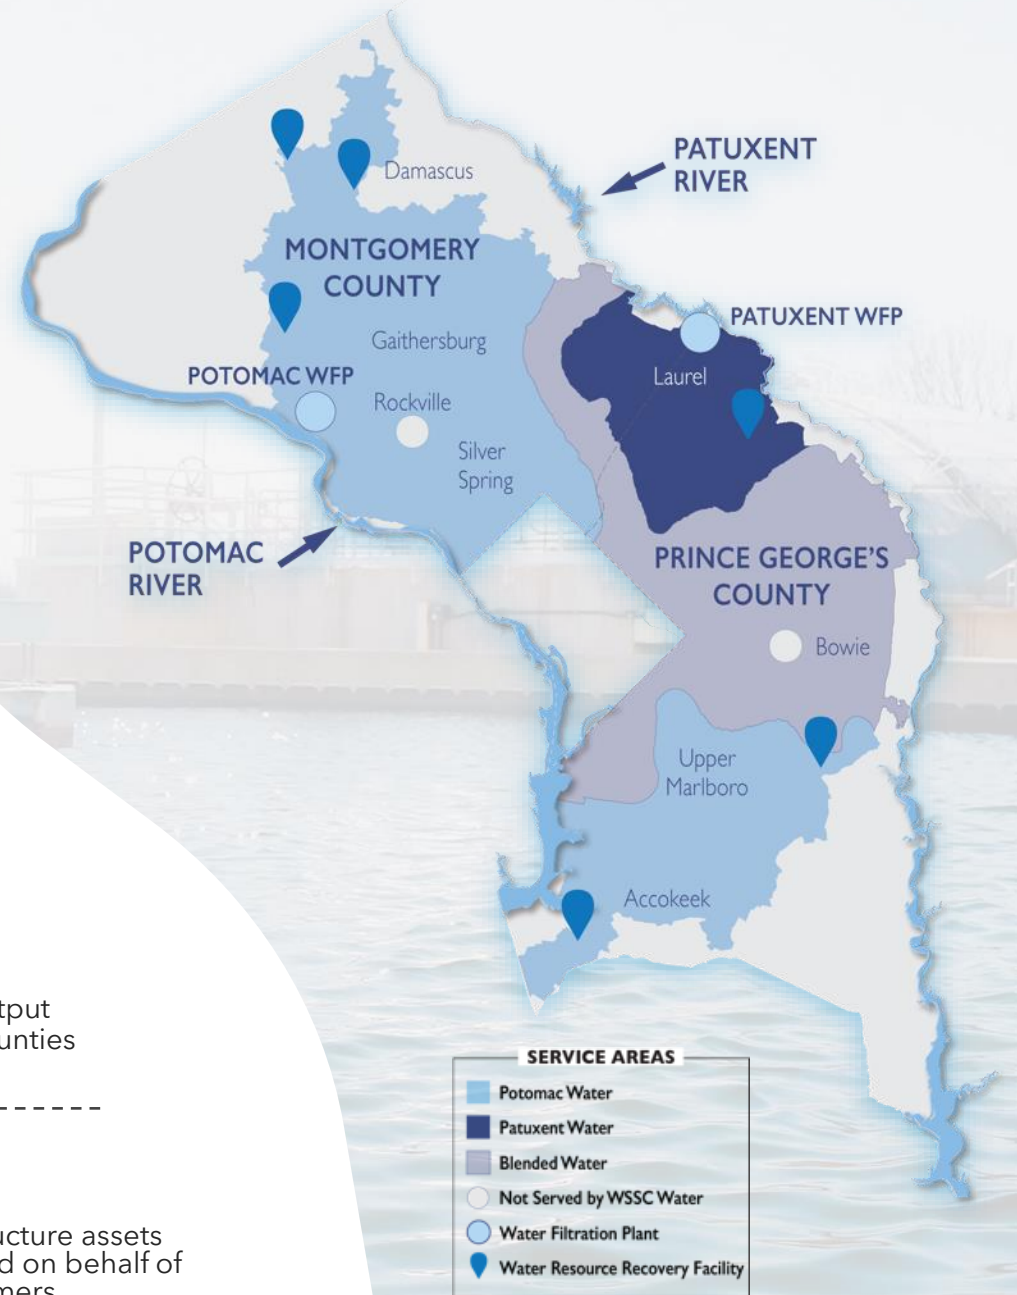 PATUXENT
RIVER
Damascus
MONTGOMERY
COUNTY
PATUXENT WFP
Gaithersburg
POTOMAC WFP
Laurel
Rockville
Silver
Spring
POTOMAC
RIVER
PRINCE GEORGE'S
COUNTY
Bowie
Upper
Marlboro
Accokeek
tput
unties
SERVICE AREAS
Potomac Water
Patuxent Water
Blended Water
Not Served by WSSC Water
Water Filtration Plant
Water Resource Recovery Facility
ucture assets
d on behalf of
mers